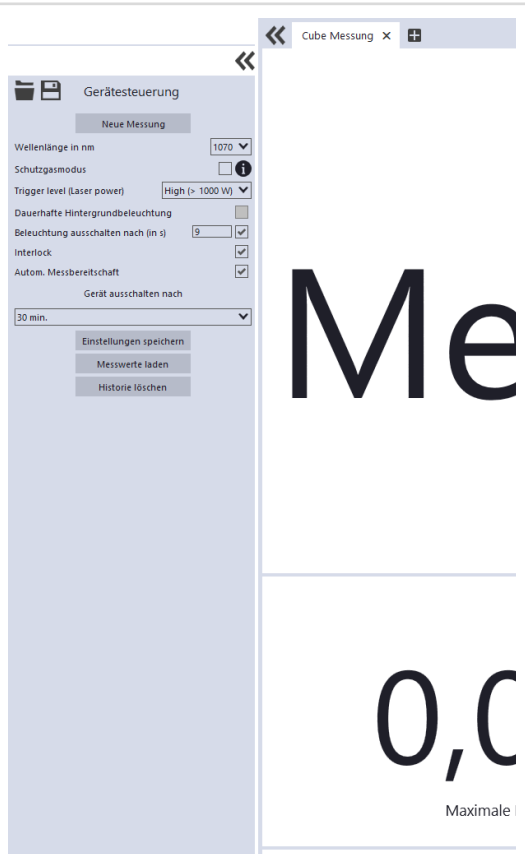 Cube Messung
Gerätesteuerung
Neue Messung
Wellenlänge in nm 1070
Schutzgasmodus
Trigger level (Laser power) High (> 1000 W)
Dauerhafte Hintergrundbeleuchtung
Beleuchtung ausschalten nach (in s) 9
Interlock
Autom. Messbereitschaft
Gerät ausschalten nach
30 min.
Einstellungen speichern
Messwerte laden
Historie löschen
Me
0,0
Maximale